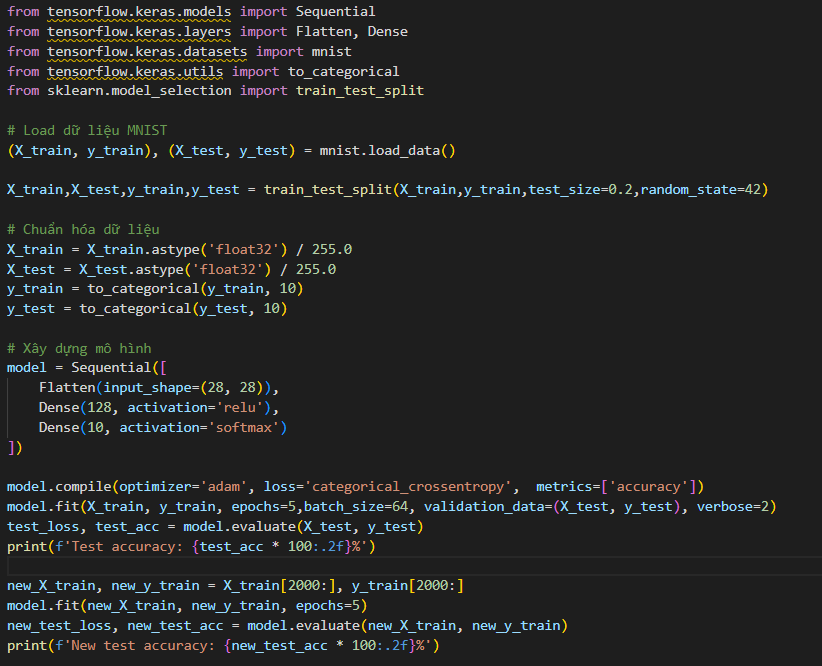 from tensorflow.keras.models import Sequential
from tensorflow.keras.layers import Flatten, Dense
from tensorflow.keras.datasets import mnist
from tensorflow.keras.utils import to_categorical
from sklearn.model_selection import train_test_split
# Load dữ liệu MNIST
(X_train, y_train), (X_test, y_test) = mnist.load_data()
X_train,X_test,y_train,y_test = train_test_split(X_train,y_train,test_size=0.2,random_state=42)
# Chuẩn hóa dữ liệu
X_train = X_train.astype('float32') / 255.0
X_test = X_test.astype('float32') / 255.0
y_train = to_categorical(y_train, 10)
y_test = to_categorical(y_test, 10)
# Xây dựng mô hình
model = Sequential([
    Flatten(input_shape=(28, 28)),
    Dense(128, activation='relu'),
    Dense(10, activation='softmax')
])
model.compile(optimizer='adam', loss='categorical_crossentropy',  metrics=['accuracy'])
model.fit(X_train, y_train, epochs=5,batch_size=64, validation_data=(X_test, y_test), verbose=2)
test_loss, test_acc = model.evaluate(X_test, y_test)
print(f'Test accuracy: {test_acc * 100:.2f}%')
new_X_train, new_y_train = X_train[2000:], y_train[2000:]
model.fit(new_X_train, new_y_train, epochs=5)
new_test_loss, new_test_acc = model.evaluate(new_X_train, new_y_train)
print(f'New test accuracy: {new_test_acc * 100:.2f}%')